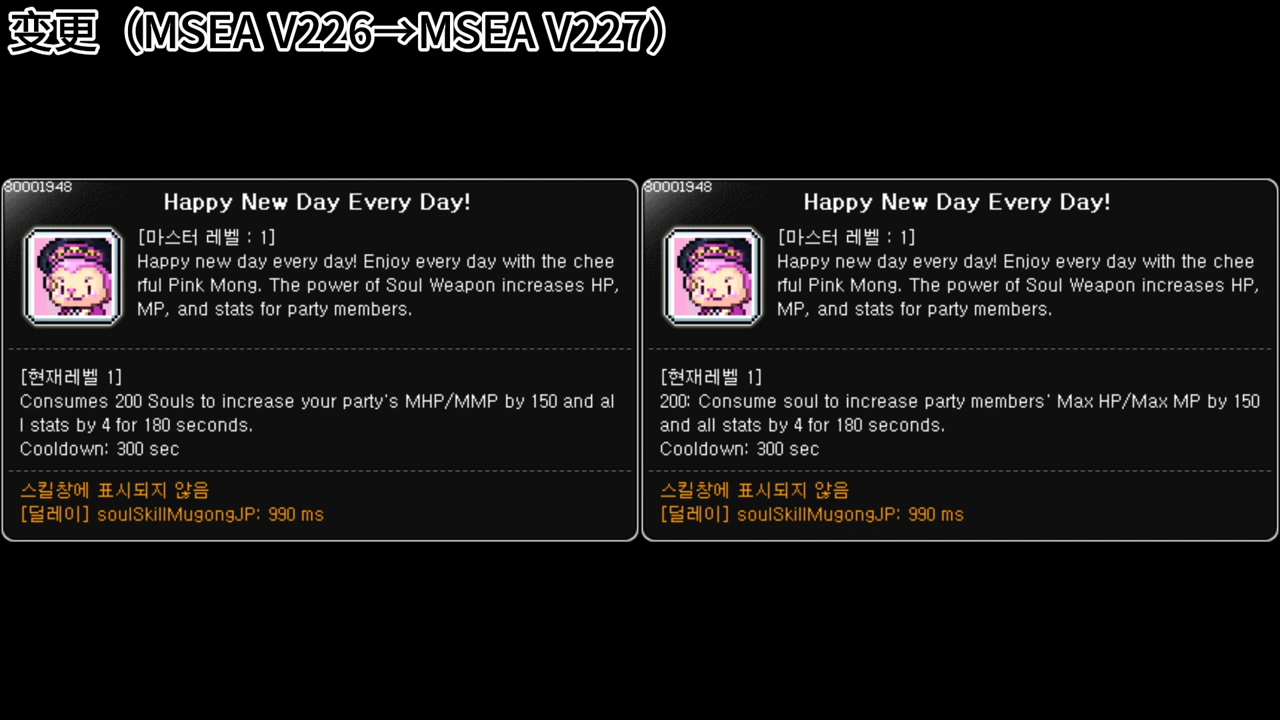 变更（MSEA V226→MSEA V227）
80001948
Happy New Day Every Day!
[마스터 레벨 : 1]
Happy new day every day! Enjoy every day with the chee
rful Pink Mong. The power of Soul Weapon increases HP,
MP, and stats for party members.
[현재레벨 1]
Consumes 200 Souls to increase your party's MHP/MMP by 150 and al
l stats by 4 for 180 seconds.
Cooldown: 300 sec
스킬창에 표시되지 않음
[딜레이] soulSkillMugongJP: 990 ms
80001948
Happy New Day Every Day!
[마스터 레벨 : 1]
Happy new day every day! Enjoy every day with the chee
rful Pink Mong. The power of Soul Weapon increases HP,
MP, and stats for party members.
[현재레벨 1]
200: Consume soul to increase party members' Max HP/Max MP by 150
and all stats by 4 for 180 seconds.
Cooldown: 300 sec
스킬창에 표시되지 않음
[딜레이] soulSkillMugongJP: 990 ms